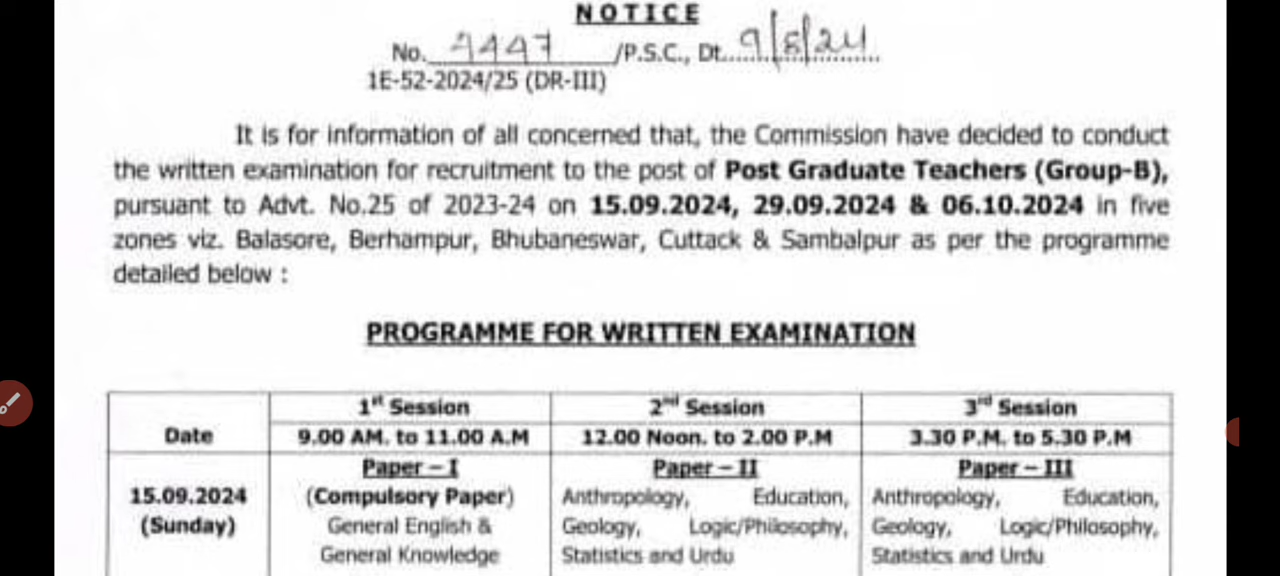 NOTICE
No. 4447 /P.S.C., Dt. 9/8/24
1E-52-2024/25 (DR-III)
It is for information of all concerned that, the Commission have decided to conduct
the written examination for recruitment to the post of Post Graduate Teachers (Group-B),
pursuant to Advt. No.25 of 2023-24 on 15.09.2024, 29.09.2024 & 06.10.2024 in five
zones viz. Balasore, Berhampur, Bhubaneswar, Cuttack & Sambalpur as per the programme
detailed below :
PROGRAMME FOR WRITTEN EXAMINATION
1st Session 2nd Session 3rd Session
Date 9.00 AM. to 11.00 A.M 12.00 Noon. to 2.00 P.M 3.30 P.M. to 5.30 P.M
Paper – I Paper – II Paper – III
15.09.2024 (Compulsory Paper) Anthropology, Education, Anthropology, Education,
(Sunday) General English & Geology, Logic/Philosophy, Geology, Logic/Philosophy,
General Knowledge Statistics and Urdu Statistics and Urdu